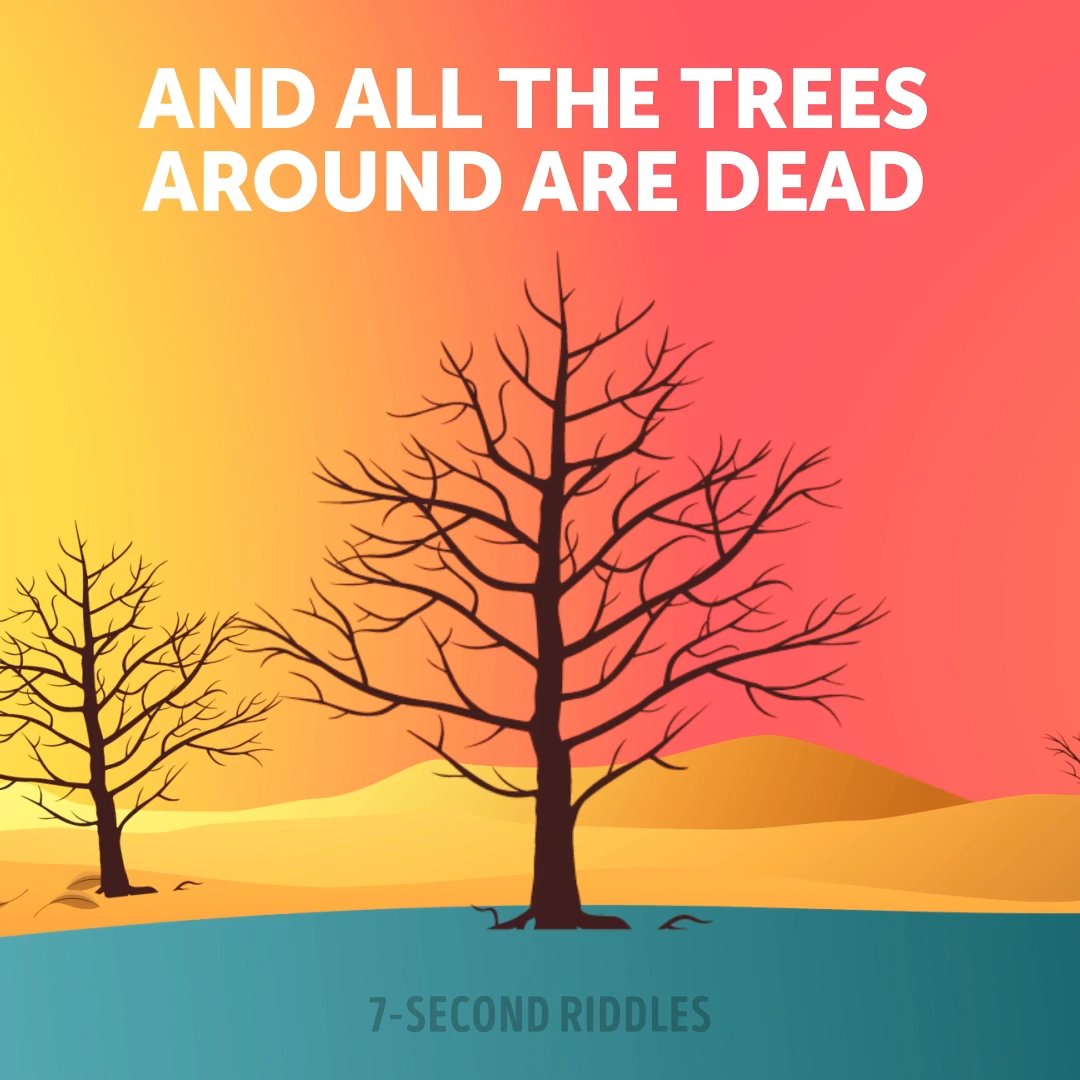 AND ALL THE TREES
AROUND ARE DEAD
7-SECOND RIDDLES